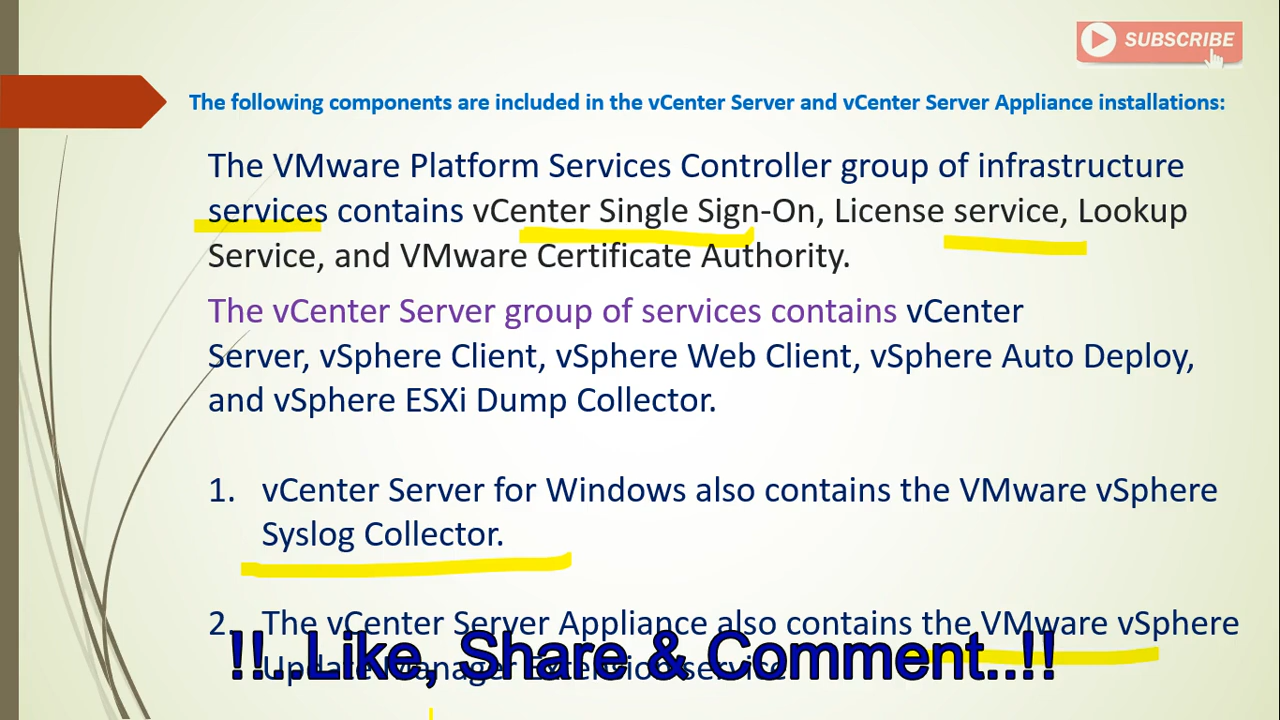 SUBSCRIBE
The following components are included in the vCenter Server and vCenter Server Appliance installations:
The VMware Platform Services Controller group of infrastructure
services contains vCenter Single Sign-On, License service, Lookup
Service, and VMware Certificate Authority.
The vCenter Server group of services contains vCenter
Server, vSphere Client, vSphere Web Client, vSphere Auto Deploy,
and vSphere ESXi Dump Collector.
1. vCenter Server for Windows also contains the VMware vSphere
Syslog Collector.
2. The vCenter Server Appliance also contains the VMware vSphere
Update Manager Extension service
!!..Like, Share & Comment..!!